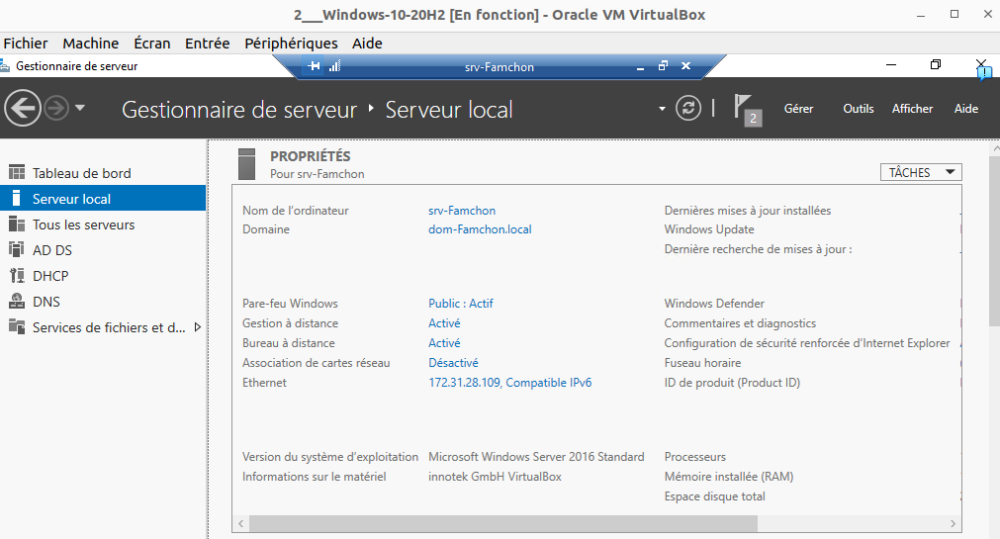 2___Windows-10-20H2 [En fonction] - Oracle VM VirtualBox
Fichier Machine Écran Entrée Périphériques Aide
Gestionnaire de serveur
srv-Famchon
Gestionnaire de serveur ‣ Serveur local
2
Gérer Outils Afficher Aide
Tableau de bord
Serveur local
Tous les serveurs
AD DS
DHCP
DNS
Services de fichiers et d...
PROPRIÉTÉS
Pour srv-Famchon
TÂCHES
Nom de l'ordinateur srv-Famchon Dernières mises à jour installées
Domaine dom-Famchon.local Windows Update
Dernière recherche de mises à jour :
Pare-feu Windows Public : Actif Windows Defender
Gestion à distance Activé Commentaires et diagnostics
Bureau à distance Activé Configuration de sécurité renforcée d'Internet Explorer
Association de cartes réseau Désactivé Fuseau horaire
Ethernet 172.31.28.109, Compatible IPv6 ID de produit (Product ID)
Version du système d'exploitation Microsoft Windows Server 2016 Standard Processeurs
Informations sur le matériel innotek GmbH VirtualBox Mémoire installée (RAM)
Espace disque total